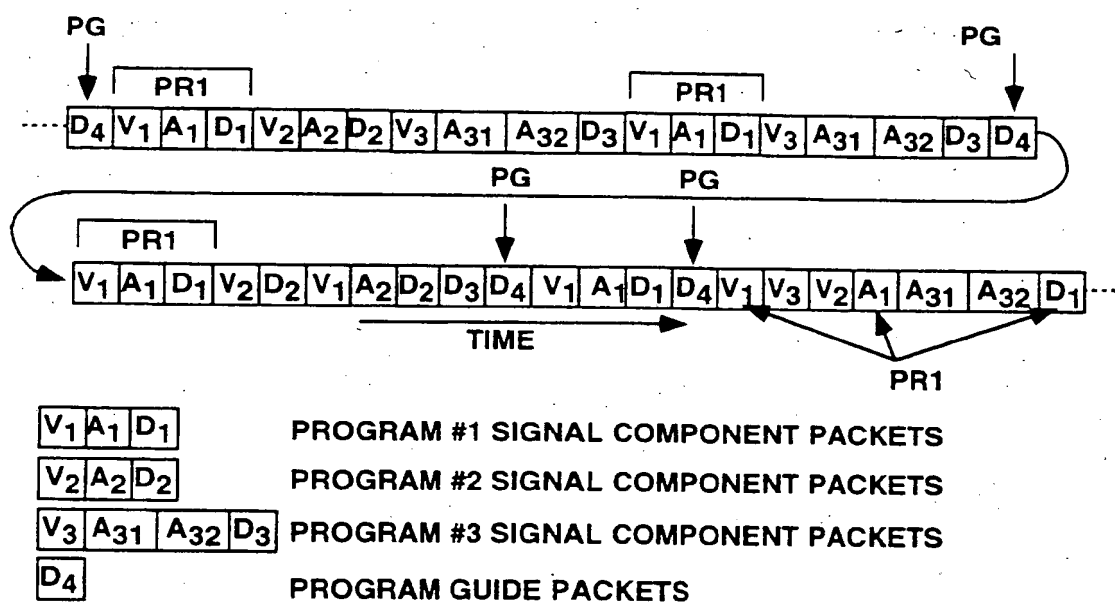 PG PG
PR1 PR1
D4 V1 A1 D1 V2 A2 D2 V3 A31 A32 D3 V1 A1 D1 V3 A31 A32 D3 D4
PG PG
PR1
V1 A1 D1 V2 D2 V1 A2 D2 D3 D4 V1 A1 D1 D4 V1 V3 V2 A1 A31 A32 D1
TIME
PR1
V1 A1 D1 PROGRAM #1 SIGNAL COMPONENT PACKETS
V2 A2 D2 PROGRAM #2 SIGNAL COMPONENT PACKETS
V3 A31 A32 D3 PROGRAM #3 SIGNAL COMPONENT PACKETS
D4 PROGRAM GUIDE PACKETS